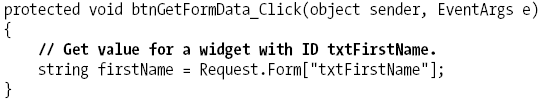 protected void btnGetFormData_Click(object sender, EventArgs e)
{
    // Get value for a widget with ID txtFirstName.
    string firstName = Request.Form["txtFirstName"];
}